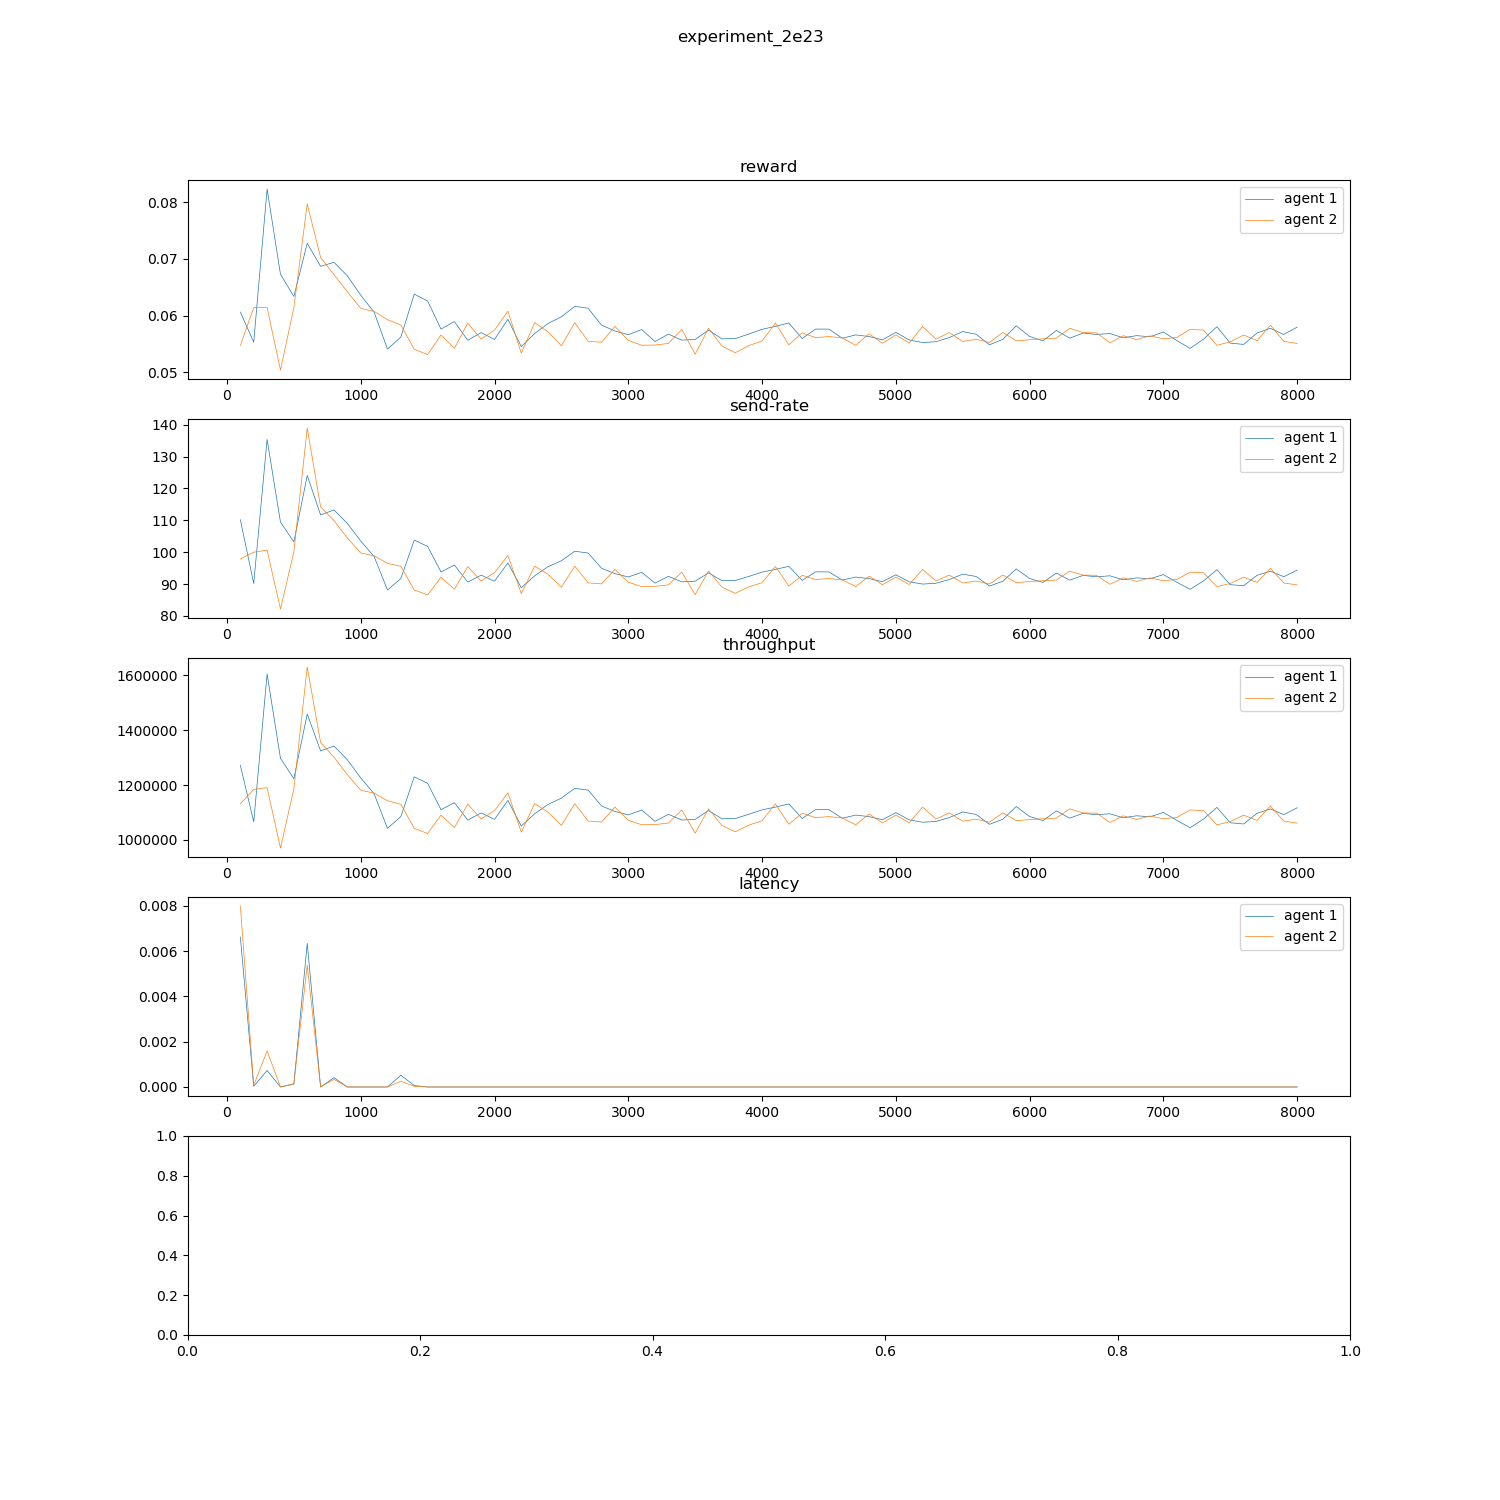 experiment_2e23
reward
0.08
0.07
0.06
0.05
agent 1
agent 2
0 1000 2000 3000 4000 5000 6000 7000 8000
send-rate
140
130
120
110
100
90
80
agent 1
agent 2
0 1000 2000 3000 4000 5000 6000 7000 8000
throughput
1600000
1400000
1200000
1000000
agent 1
agent 2
0 1000 2000 3000 4000 5000 6000 7000 8000
latency
0.008
0.006
0.004
0.002
0.000
agent 1
agent 2
0 1000 2000 3000 4000 5000 6000 7000 8000
1.0
0.8
0.6
0.4
0.2
0.0
0.0 0.2 0.4 0.6 0.8 1.0